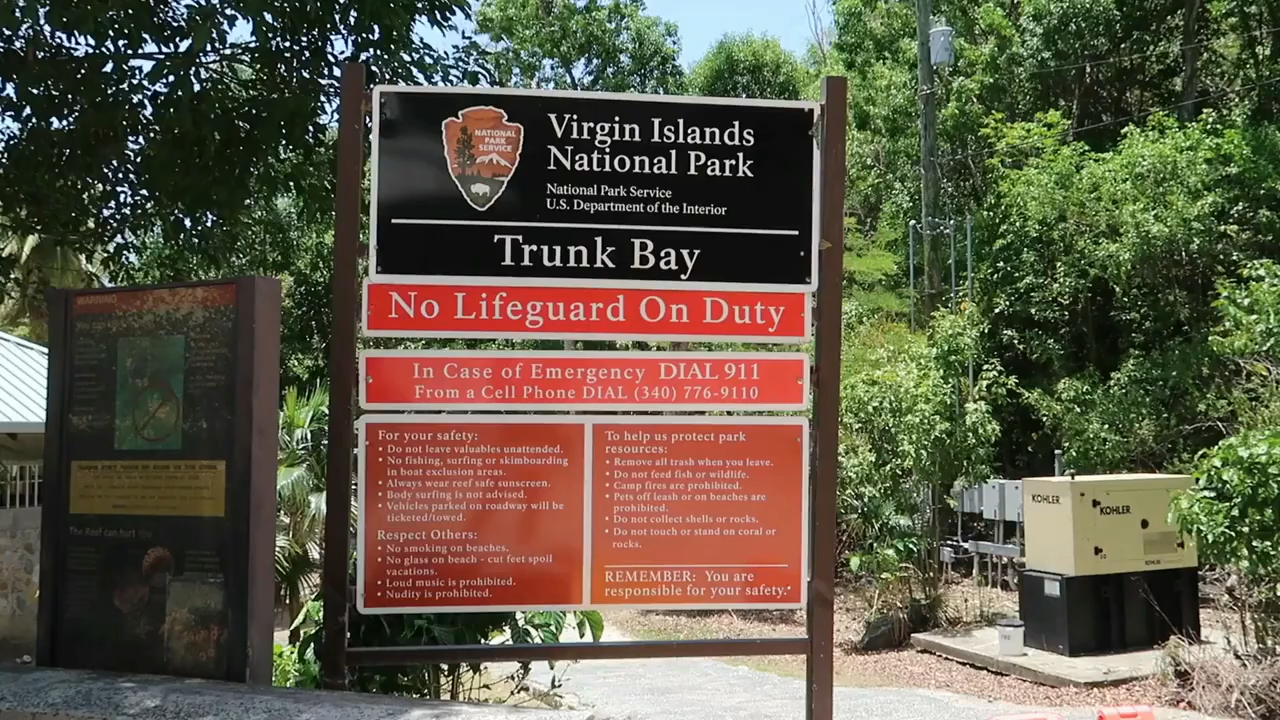 NATIONAL
PARK
SERVICE
Virgin Islands
National Park
National Park Service
U.S. Department of the Interior
Trunk Bay
No Lifeguard On Duty
In Case of Emergency DIAL 911
From a Cell Phone DIAL (340) 776-9110
For your safety:
• Do not leave valuables unattended.
• No fishing, surfing or skimboarding
in boat exclusion areas.
• Always wear reef safe sunscreen.
• Body surfing is not advised.
• Vehicles parked on roadway will be
ticketed/towed.
Respect Others:
• No smoking on beaches.
• No glass on beach - cut feet spoil
vacations.
• Loud music is prohibited.
• Nudity is prohibited.
To help us protect park
resources:
• Remove all trash when you leave.
• Do not feed fish or wildlife.
• Camp fires are prohibited.
• Pets off leash or on beaches are
prohibited.
• Do not collect shells or rocks.
• Do not touch or stand on coral or
rocks.
REMEMBER: You are
responsible for your safety.
WARNING
The Reef can hurt you
KOHLER
KOHLER
KOHLER